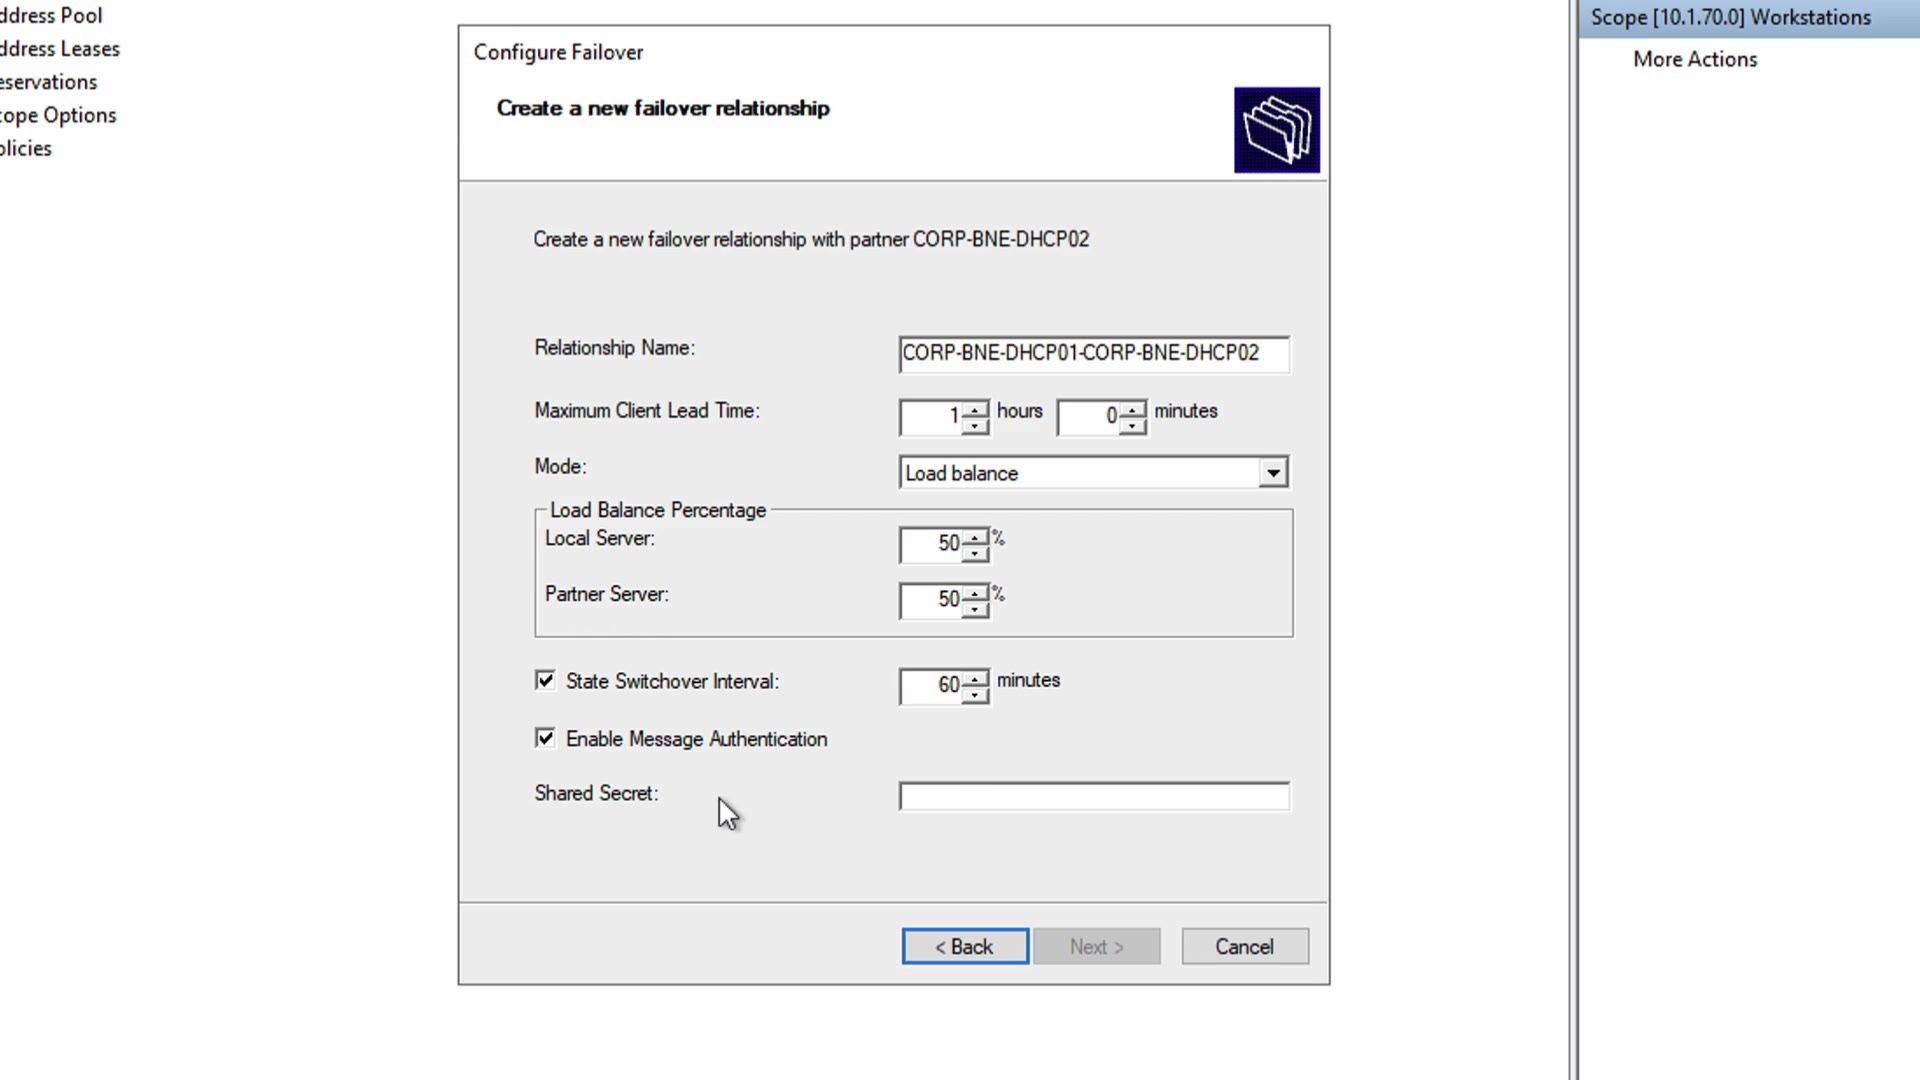 ddress Pool
ddress Leases
eservations
cope Options
olicies
Configure Failover
Create a new failover relationship
Create a new failover relationship with partner CORP-BNE-DHCP02
Relationship Name: CORP-BNE-DHCP01-CORP-BNE-DHCP02
Maximum Client Lead Time: 1 hours 0 minutes
Mode: Load balance
Load Balance Percentage
Local Server: 50 %
Partner Server: 50 %
State Switchover Interval: 60 minutes
Enable Message Authentication
Shared Secret:
< Back Next > Cancel
Scope [10.1.70.0] Workstations
More Actions